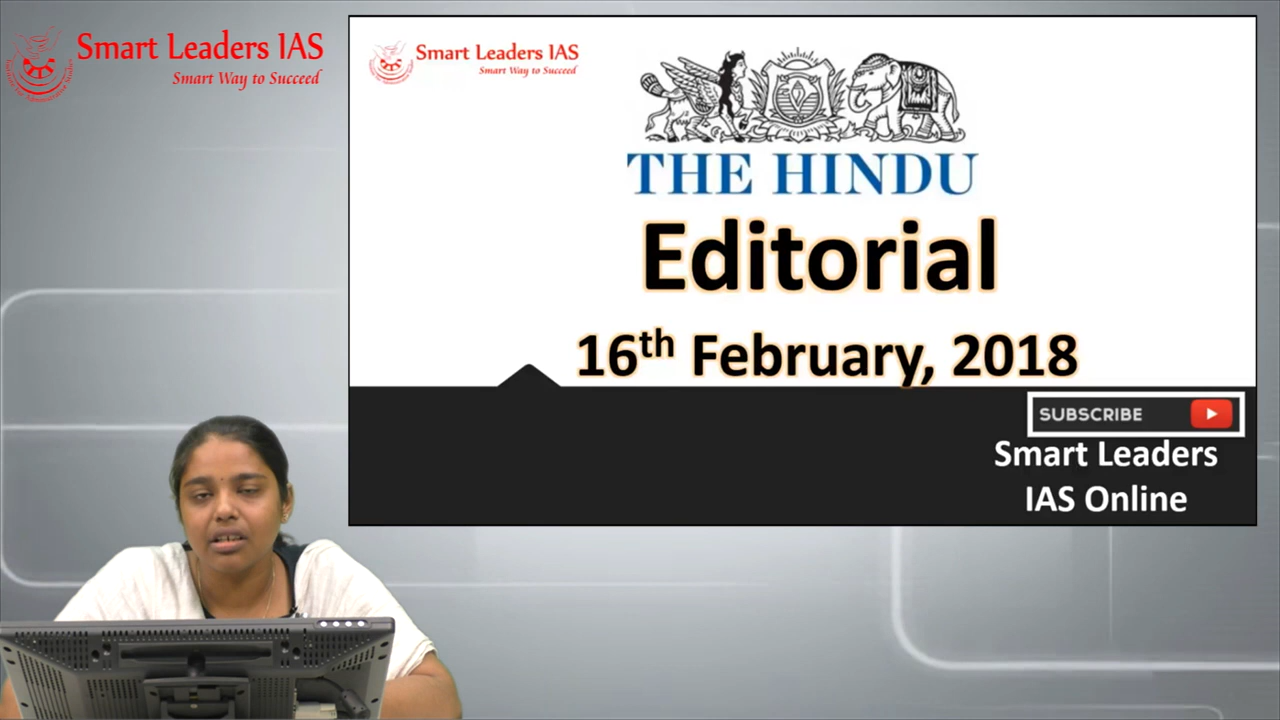 Smart Leaders IAS
Smart Way to Succeed
Smart Leaders IAS
Smart Way to Succeed
THE HINDU
Editorial
16th February, 2018
SUBSCRIBE
Smart Leaders
IAS Online